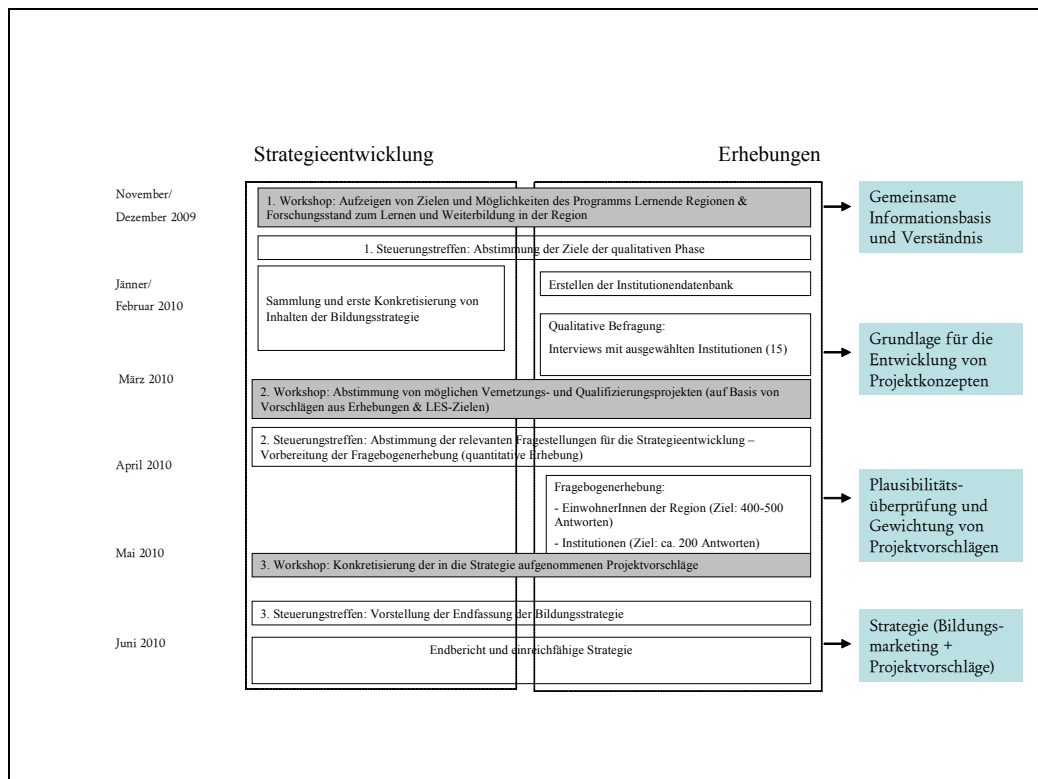 Strategieentwicklung
Erhebungen
November/
Dezember 2009
1. Workshop: Aufzeigen von Zielen und Möglichkeiten des Programms Lernende Regionen &
Forschungsstand zum Lernen und Weiterbildung in der Region
Gemeinsame
Informationsbasis
und Verständnis
1. Steuerungstreffen: Abstimmung der Ziele der qualitativen Phase
Jänner/
Februar 2010
Sammlung und erste Konkretisierung von
Inhalten der Bildungsstrategie
Erstellen der Institutionendatenbank
Qualitative Befragung:
Interviews mit ausgewählten Institutionen (15)
Grundlage für die
Entwicklung von
Projektkonzepten
März 2010
2. Workshop: Abstimmung von möglichen Vernetzungs- und Qualifizierungsprojekten (auf Basis von
Vorschlägen aus Erhebungen & LES-Zielen)
2. Steuerungstreffen: Abstimmung der relevanten Fragestellungen für die Strategieentwicklung –
Vorbereitung der Fragebogenerhebung (quantitative Erhebung)
April 2010
Fragebogenerhebung:
- EinwohnerInnen der Region (Ziel: 400-500
Antworten)
- Institutionen (Ziel: ca. 200 Antworten)
Plausibilitäts-
überprüfung und
Gewichtung von
Projektvorschlägen
Mai 2010
3. Workshop: Konkretisierung der in die Strategie aufgenommenen Projektvorschläge
3. Steuerungstreffen: Vorstellung der Endfassung der Bildungsstrategie
Juni 2010
Endbericht und einreichfähige Strategie
Strategie (Bildungs-
marketing +
Projektvorschläge)